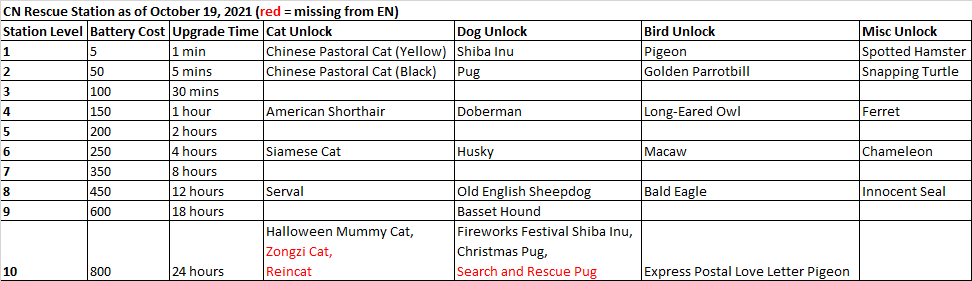 CN Rescue Station as of October 19, 2021 (red = missing from EN)
Station Level Battery Cost Upgrade Time Cat Unlock Dog Unlock Bird Unlock Misc Unlock
1 5 1 min Chinese Pastoral Cat (Yellow) Shiba Inu Pigeon Spotted Hamster
2 50 5 mins Chinese Pastoral Cat (Black) Pug Golden Parrotbill Snapping Turtle
3 100 30 mins
4 150 1 hour American Shorthair Doberman Long-Eared Owl Ferret
5 200 2 hours
6 250 4 hours Siamese Cat Husky Macaw Chameleon
7 350 8 hours
8 450 12 hours Serval Old English Sheepdog Bald Eagle Innocent Seal
9 600 18 hours Basset Hound
Halloween Mummy Cat, Fireworks Festival Shiba Inu,
Zongzi Cat, Christmas Pug,
10 800 24 hours Reincat Search and Rescue Pug Express Postal Love Letter Pigeon